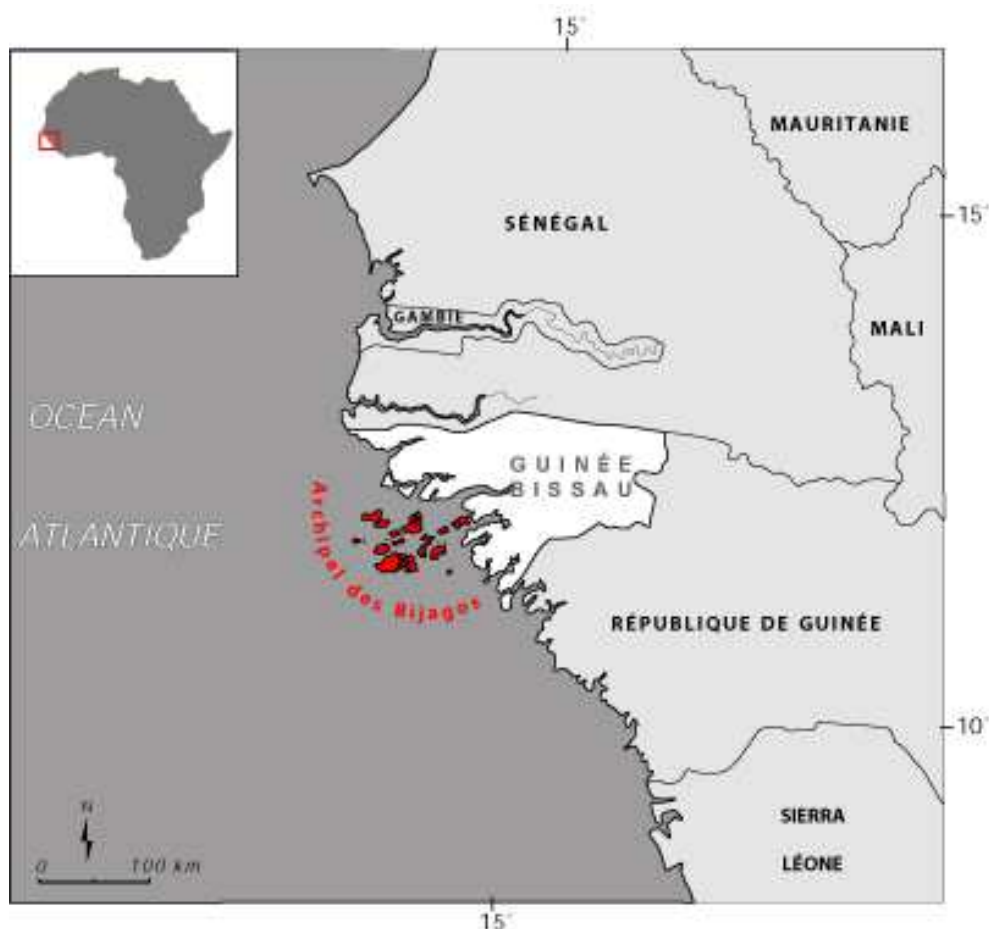 15°
MAURITANIE
15°
SÉNÉGAL
GAMBIE
MALI
OCEAN
ATLANTIQUE
GUINÉE
BISSAU
Archipel des Bijagos
RÉPUBLIQUE DE GUINÉE
10°
N
0 100 km
SIERRA
LÉONE
15°